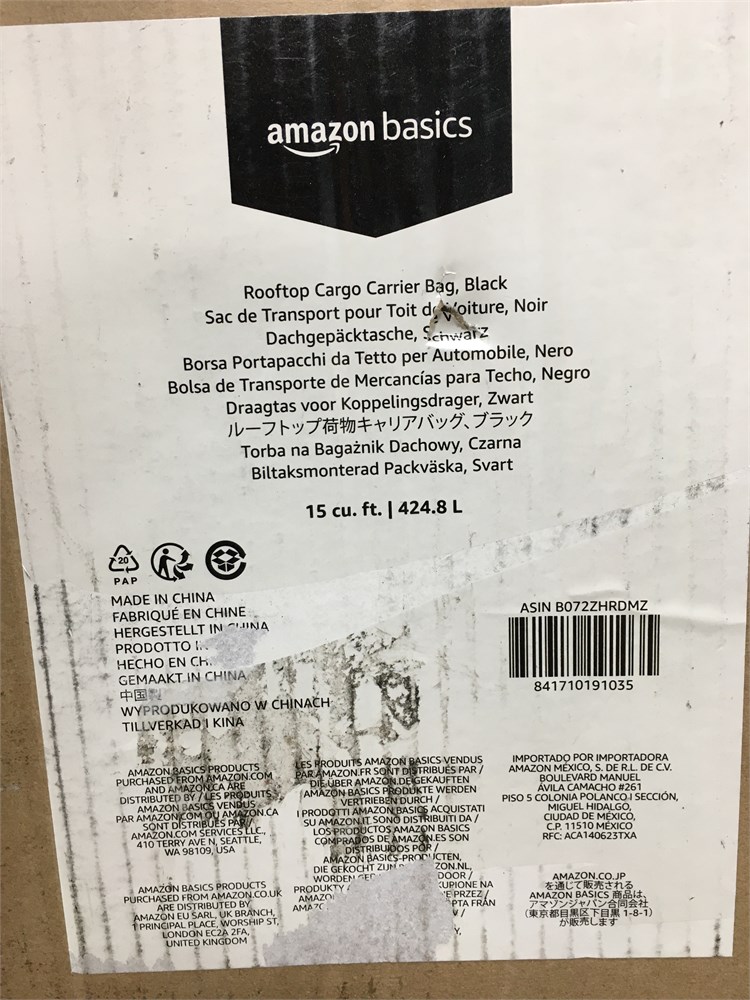 amazon basics
Rooftop Cargo Carrier Bag, Black
Sac de Transport pour Toit de Voiture, Noir
Dachgepäcktasche, Schwarz
Borsa Portapacchi da Tetto per Automobile, Nero
Bolsa de Transporte de Mercancías para Techo, Negro
Draagtas voor Koppelingsdrager, Zwart
ルーフトップ荷物キャリアバッグ、ブラック
Torba na Bagażnik Dachowy, Czarna
Biltaksmonterad Packväska, Svart
15 cu. ft. | 424.8 L
20
PAP
MADE IN CHINA
FABRIQUÉ EN CHINE
HERGESTELLT IN CHINA
PRODOTTO
HECHO EN
GEMAAKT IN CHINA
中国製
WYPRODUKOWANO W CHINACH
TILLVERKAD I KINA
ASIN B072ZHRDMZ
841710191035
AMAZON BASICS PRODUCTS
PURCHASED FROM AMAZON.COM
AND AMAZON.CA ARE
DISTRIBUTED BY / LES PRODUITS
AMAZON BASICS VENDUS
PAR AMAZON.COM OU AMAZON.CA
SONT DISTRIBUÉS PAR /
AMAZON.COM SERVICES LLC.,
410 TERRY AVE N, SEATTLE,
WA 98109, USA
AMAZON BASICS PRODUCTS
PURCHASED FROM AMAZON.CO.UK
ARE DISTRIBUTED BY
AMAZON EU SARL, UK BRANCH,
1 PRINCIPAL PLACE, WORSHIP ST,
LONDON EC2A 2FA,
UNITED KINGDOM
LES PRODUITS AMAZON BASICS VENDUS
PAR AMAZON.FR SONT DISTRIBUÉS PAR /
DIE ÜBER AMAZON.DE GEKAUFTEN
AMAZON BASICS PRODUKTE WERDEN
VERTRIEBEN DURCH /
I PRODOTTI AMAZON BASICS ACQUISTATI
SU AMAZON.IT SONO DISTRIBUITI DA /
LOS PRODUCTOS AMAZON BASICS
COMPRADOS DE AMAZON.ES SON
DISTRIBUIDOS POR /
AMAZON BASICS-PRODUCTEN,
DIE GEKOCHT ZIJN
WORDEN
PRODUKTY
IMPORTADO POR IMPORTADORA
AMAZON MÉXICO, S. DE R.L. DE C.V.
BOULEVARD MANUEL
ÁVILA CAMACHO #261
PISO 5 COLONIA POLANCO I SECCIÓN,
MIGUEL HIDALGO,
CIUDAD DE MÉXICO,
C.P. 11510 MÉXICO
RFC: ACA140623TXA
AMAZON.CO.JP
を通じて販売される
AMAZON BASICS 商品は、
アマゾンジャパン合同会社
（東京都目黒区下目黒 1-8-1）
が販売します